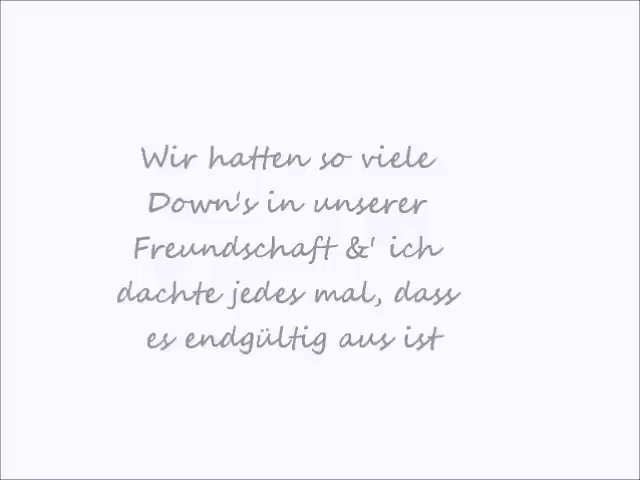 Wir hatten so viele
Down's in unserer
Freundschaft &' ich
dachte jedes mal, dass
es endgültig aus ist